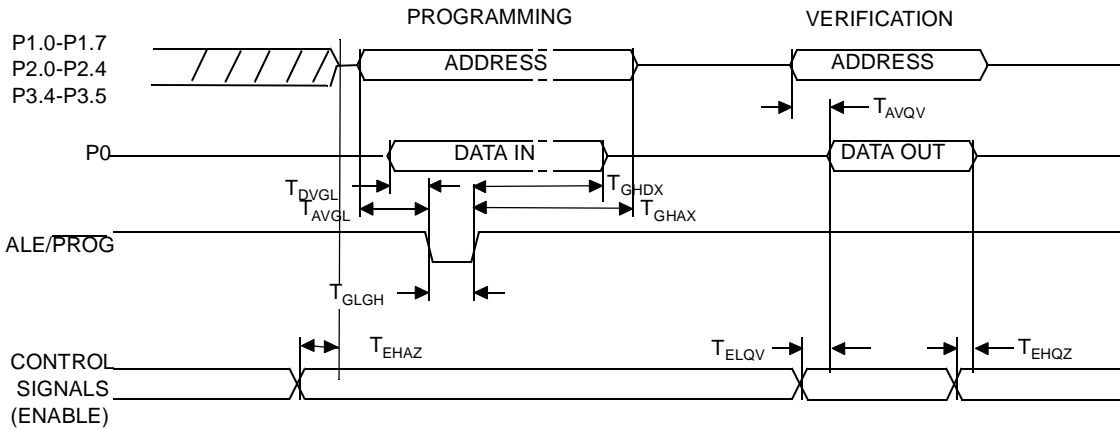 PROGRAMMING
VERIFICATION
P1.0-P1.7
P2.0-P2.4
P3.4-P3.5
ADDRESS
ADDRESS
TAVQV
P0
DATA IN
DATA OUT
TDVGL
TGHDX
TAVGL
TGHAX
ALE/PROG
TGLGH
TEHAZ
TELQV
TEHQZ
CONTROL
SIGNALS
(ENABLE)